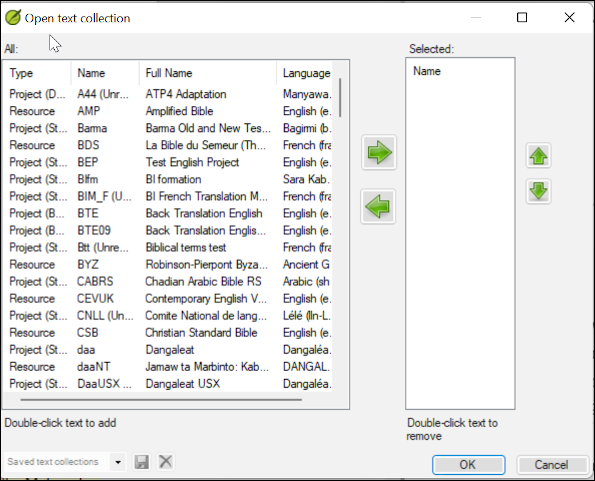 Open text collection
All:
Selected:
Type Name Full Name Language
Name
Project (D... A44 (Unr... ATP4 Adaptation Manyawa...
Resource AMP Amplified Bible English (e...
Project (St... Barma Barma Old and New Tes... Bagirmi (b...
Resource BDS La Bible du Semeur (Th... French (fra
Project (St... BEP Test English Project English (e...
Project (St... Blfm BI formation Sara Kab...
Project (St... BIM_F (U... BI French Translation M... French (fra
Project (B... BTE Back Translation English English (e...
Project (B... BTE09 Back Translation Englis... English (e...
Project (St... Btt (Unre... Biblical terms test French (fra
Resource BYZ Robinson-Pierpont Byza... Ancient G
Project (St... CABRS Chadian Arabic Bible RS Arabic (sh
Resource CEVUK Contemporary English V... English (e...
Project (St... CNLL (Un... Comite National de lang... Lélé (lln-L...
Resource CSB Christian Standard Bible English (e...
Project (St... daa Dangaleat Dangaléa...
Resource daaNT Jamaw ta Marbinto: Kab... DANGAL...
Project (St... DaaUSX ... Dangaleat USX Dangaléa...
Double-click text to add
Double-click text to
remove
Saved text collections
OK
Cancel